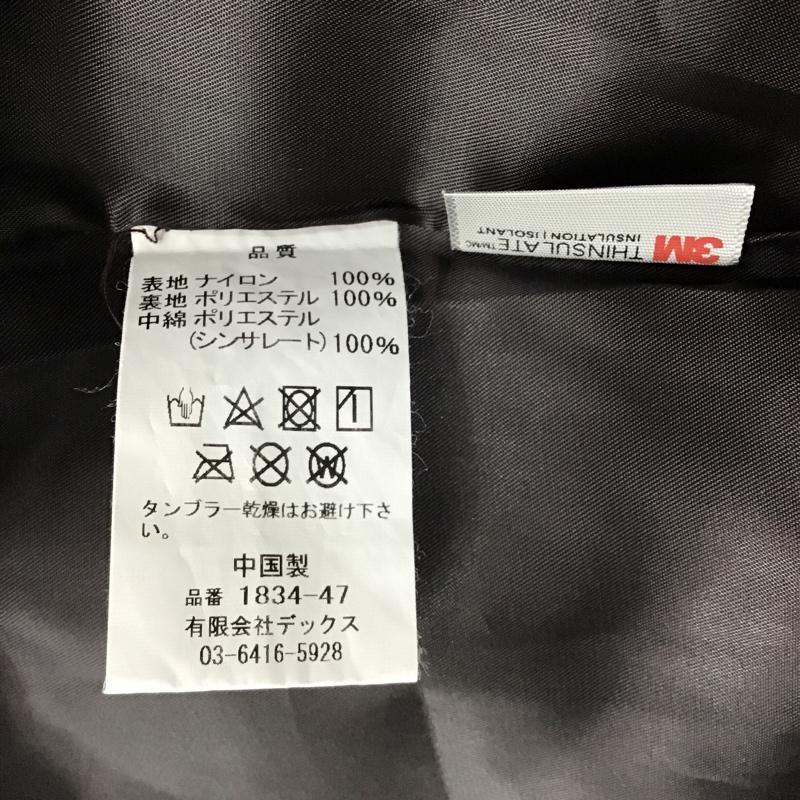 品質
表地 ナイロン 100%
裏地 ポリエステル 100%
中綿 ポリエステル
(シンサレート)100%
タンブラー乾燥はお避け下さ
い。
中国製
品番 1834-47
有限会社デックス
03-6416-5928
3M
THINSULATE TM/MC
INSULATION | ISOLANT